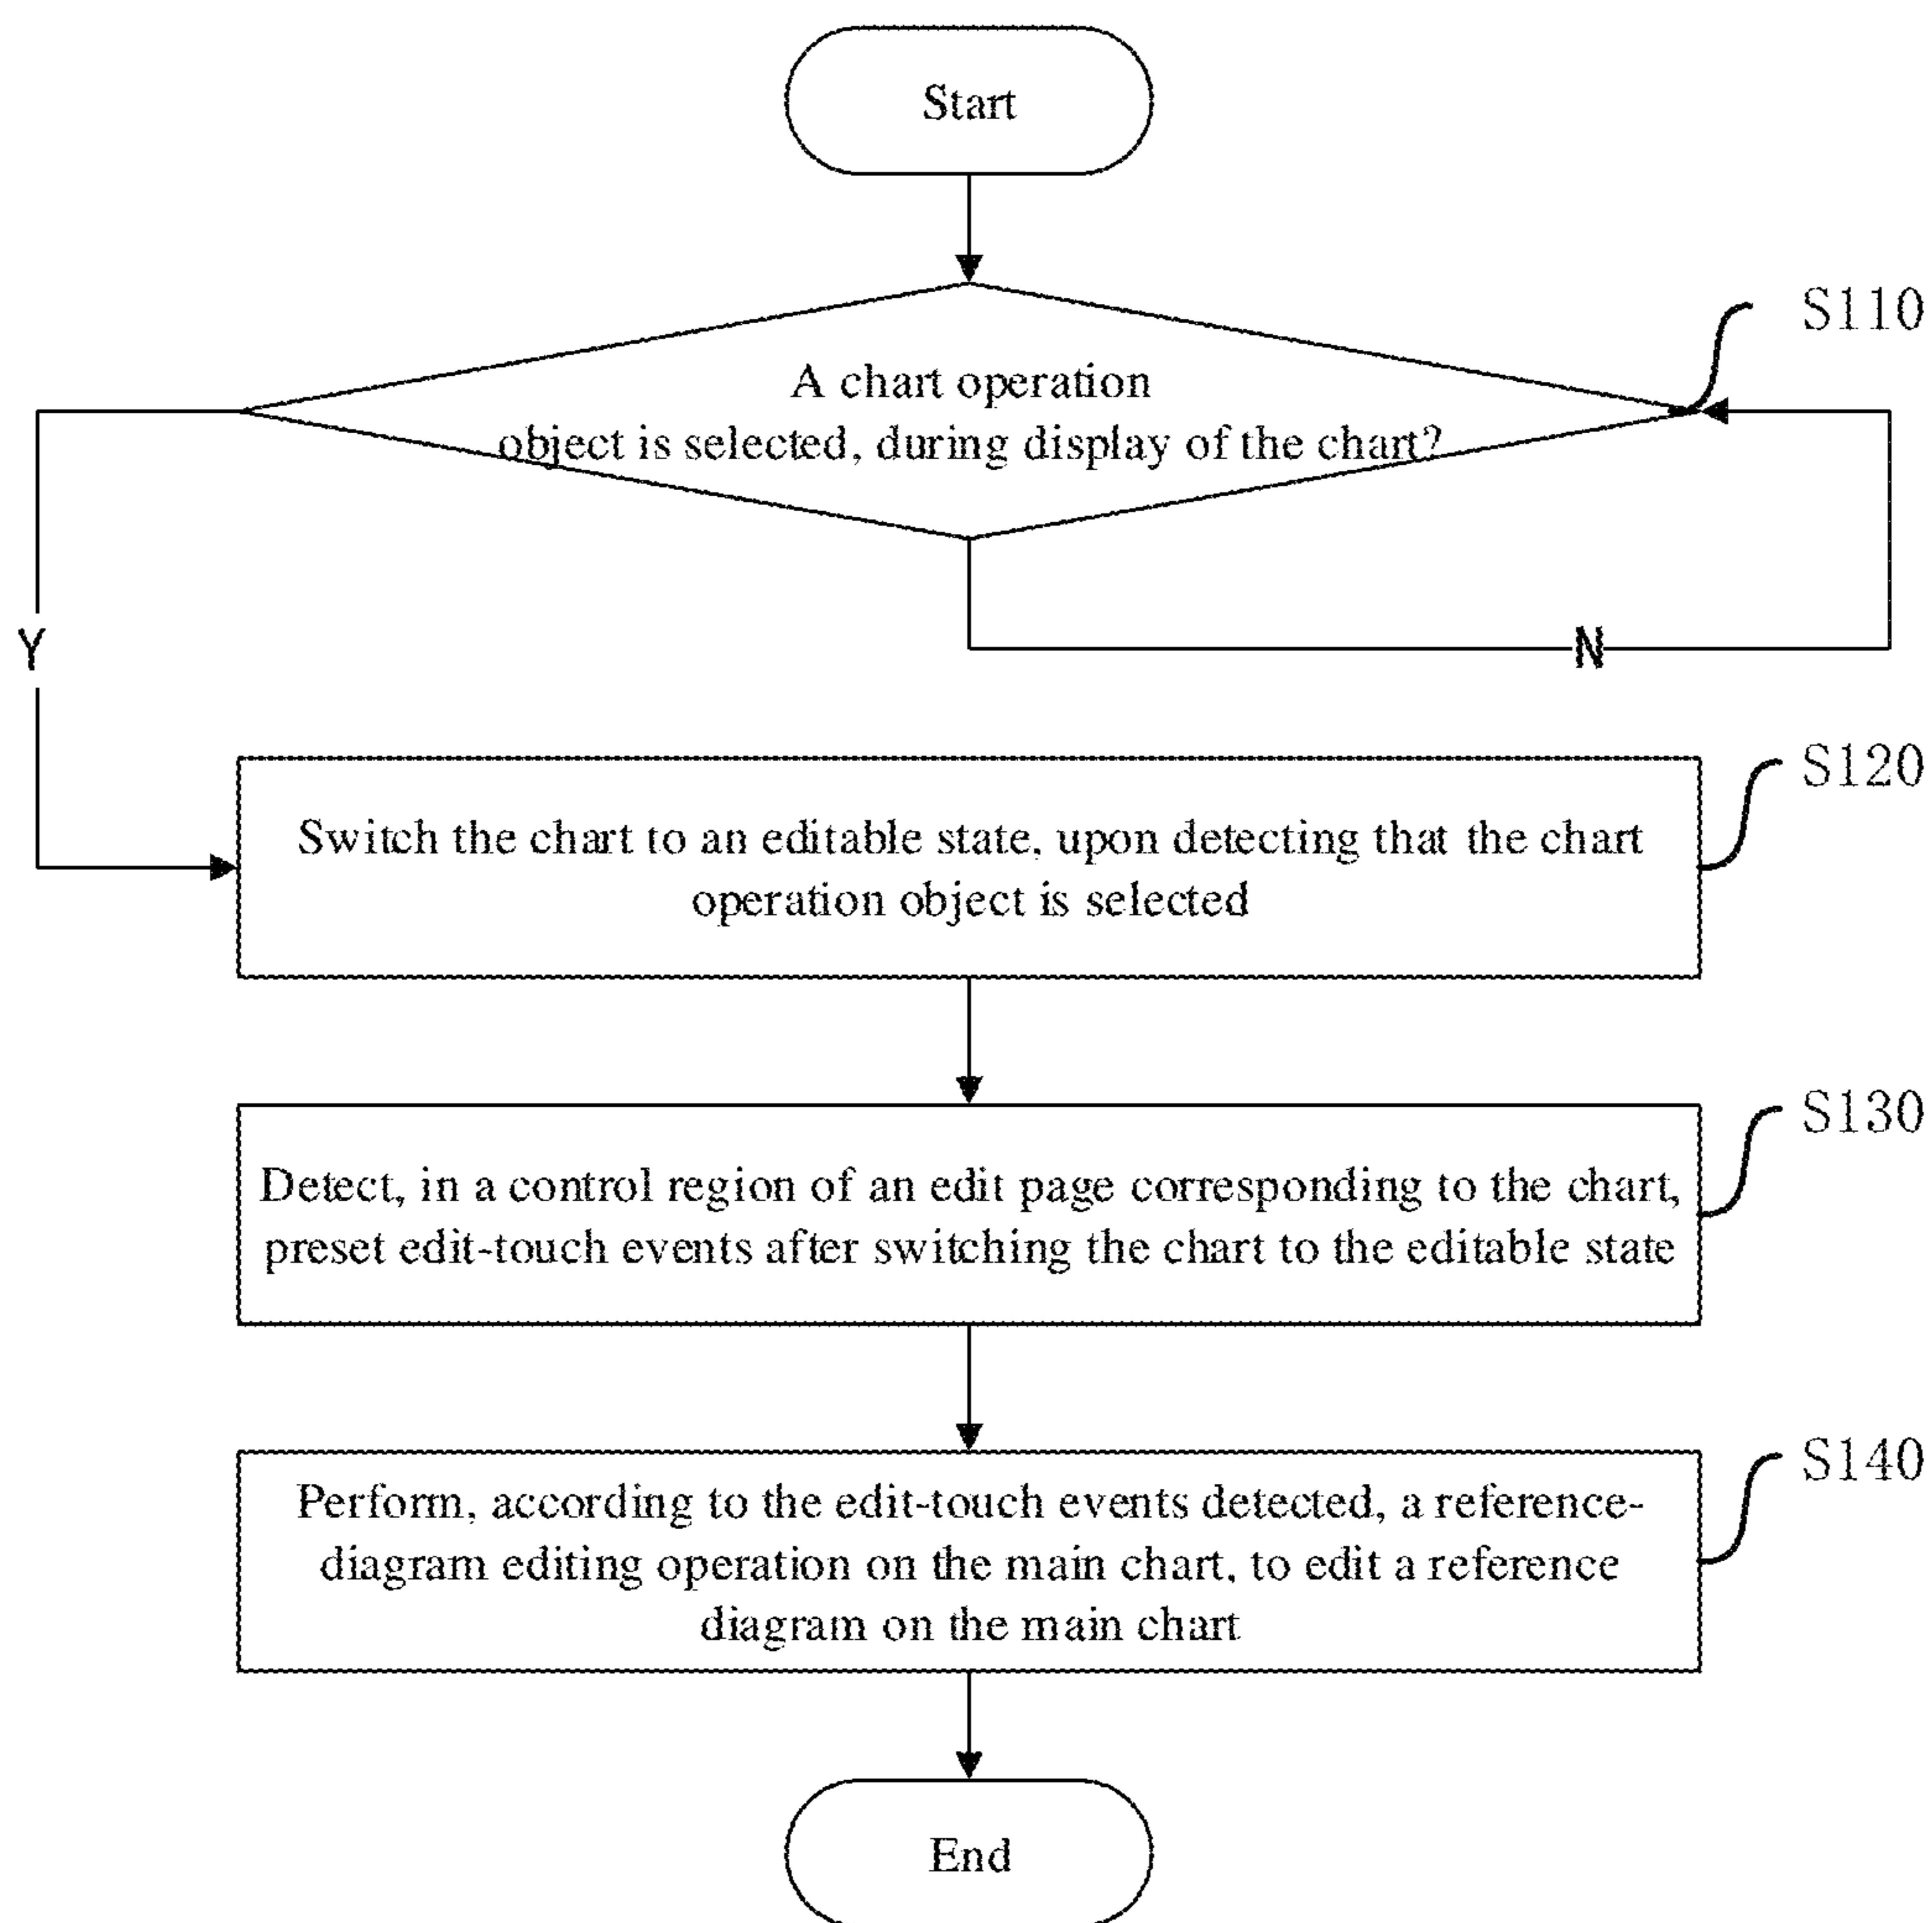 Start
S110
A chart operation
object is selected, during display of the chart?
Y
N
S120
Switch the chart to an editable state, upon detecting that the chart
operation object is selected
S130
Detect, in a control region of an edit page corresponding to the chart,
preset edit-touch events after switching the chart to the editable state
S140
Perform, according to the edit-touch events detected, a reference-
diagram editing operation on the main chart, to edit a reference
diagram on the main chart
End